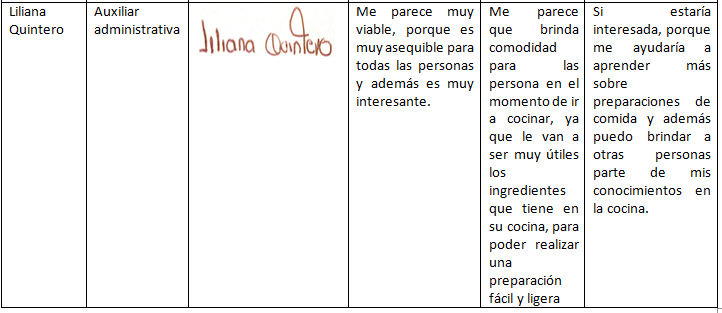 Liliana
Quintero
Auxiliar
administrativa
Liliana Quintero
Me parece muy
viable, porque es
muy asequible para
todas las personas
y además es muy
interesante.
Me parece
que brinda
comodidad
para las
persona en el
momento de ir
a cocinar, ya
que le van a
ser muy útiles
los
ingredientes
que tiene en
su cocina, para
poder realizar
una
preparación
fácil y ligera
Si estaría
interesada, porque
me ayudaría a
aprender más
sobre
preparaciones de
comida y además
puedo brindar a
otras personas
parte de mis
conocimientos en
la cocina.